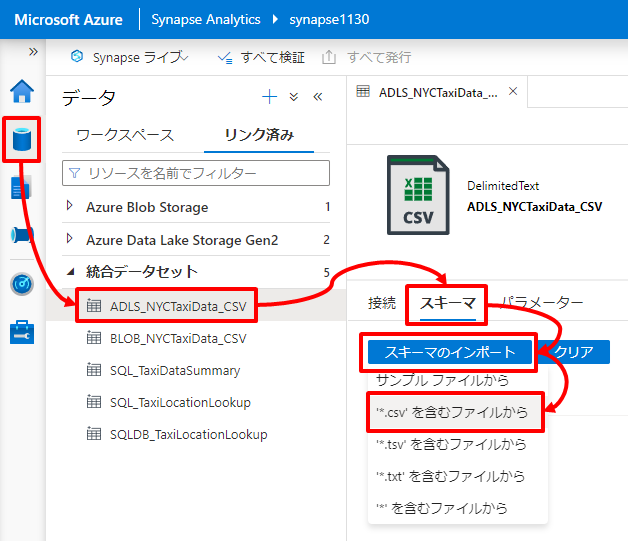 Microsoft Azure
Synapse Analytics
synapse1130
»
Synapse ライブ
すべて検証
すべて発行
データ
ワークスペース
リンク済み
リソースを名前でフィルター
Azure Blob Storage 1
Azure Data Lake Storage Gen2 2
統合データセット 5
ADLS_NYCTaxiData_CSV
BLOB_NYCTaxiData_CSV
SQL_TaxiDataSummary
SQL_TaxiLocationLookup
SQLDB_TaxiLocationLookup
ADLS_NYCTaxiData_...
CSV
DelimitedText
ADLS_NYCTaxiData_CSV
接続
スキーマ
パラメーター
スキーマのインポート
クリア
サンプル ファイルから
'*.csv' を含むファイルから
'*.tsv' を含むファイルから
'*.txt' を含むファイルから
'*' を含むファイルから